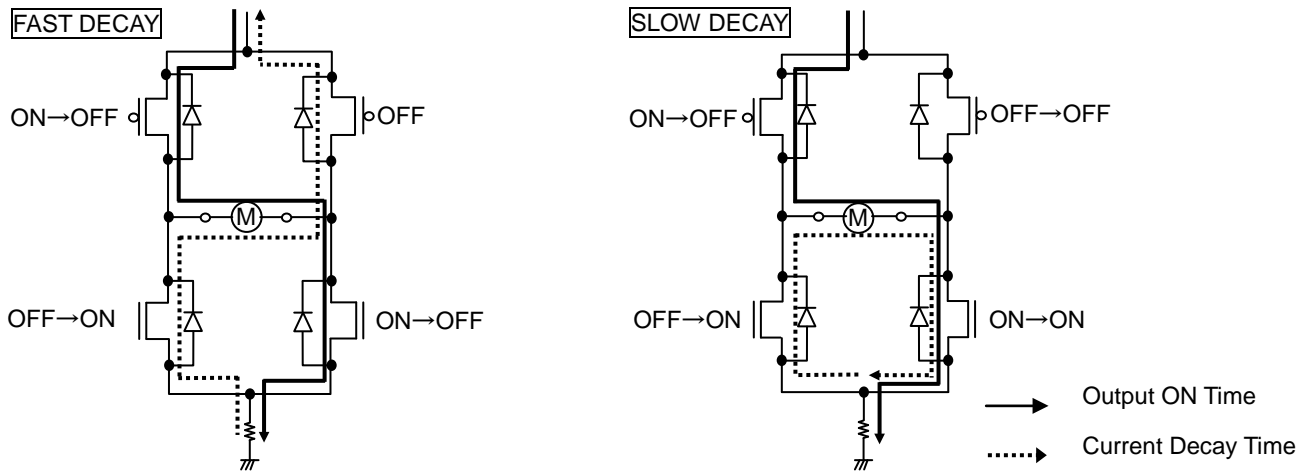 FAST DECAY
ON→OFF
OFF
M
OFF→ON
ON→OFF
SLOW DECAY
ON→OFF
OFF→OFF
M
OFF→ON
ON→ON
Output ON Time
Current Decay Time